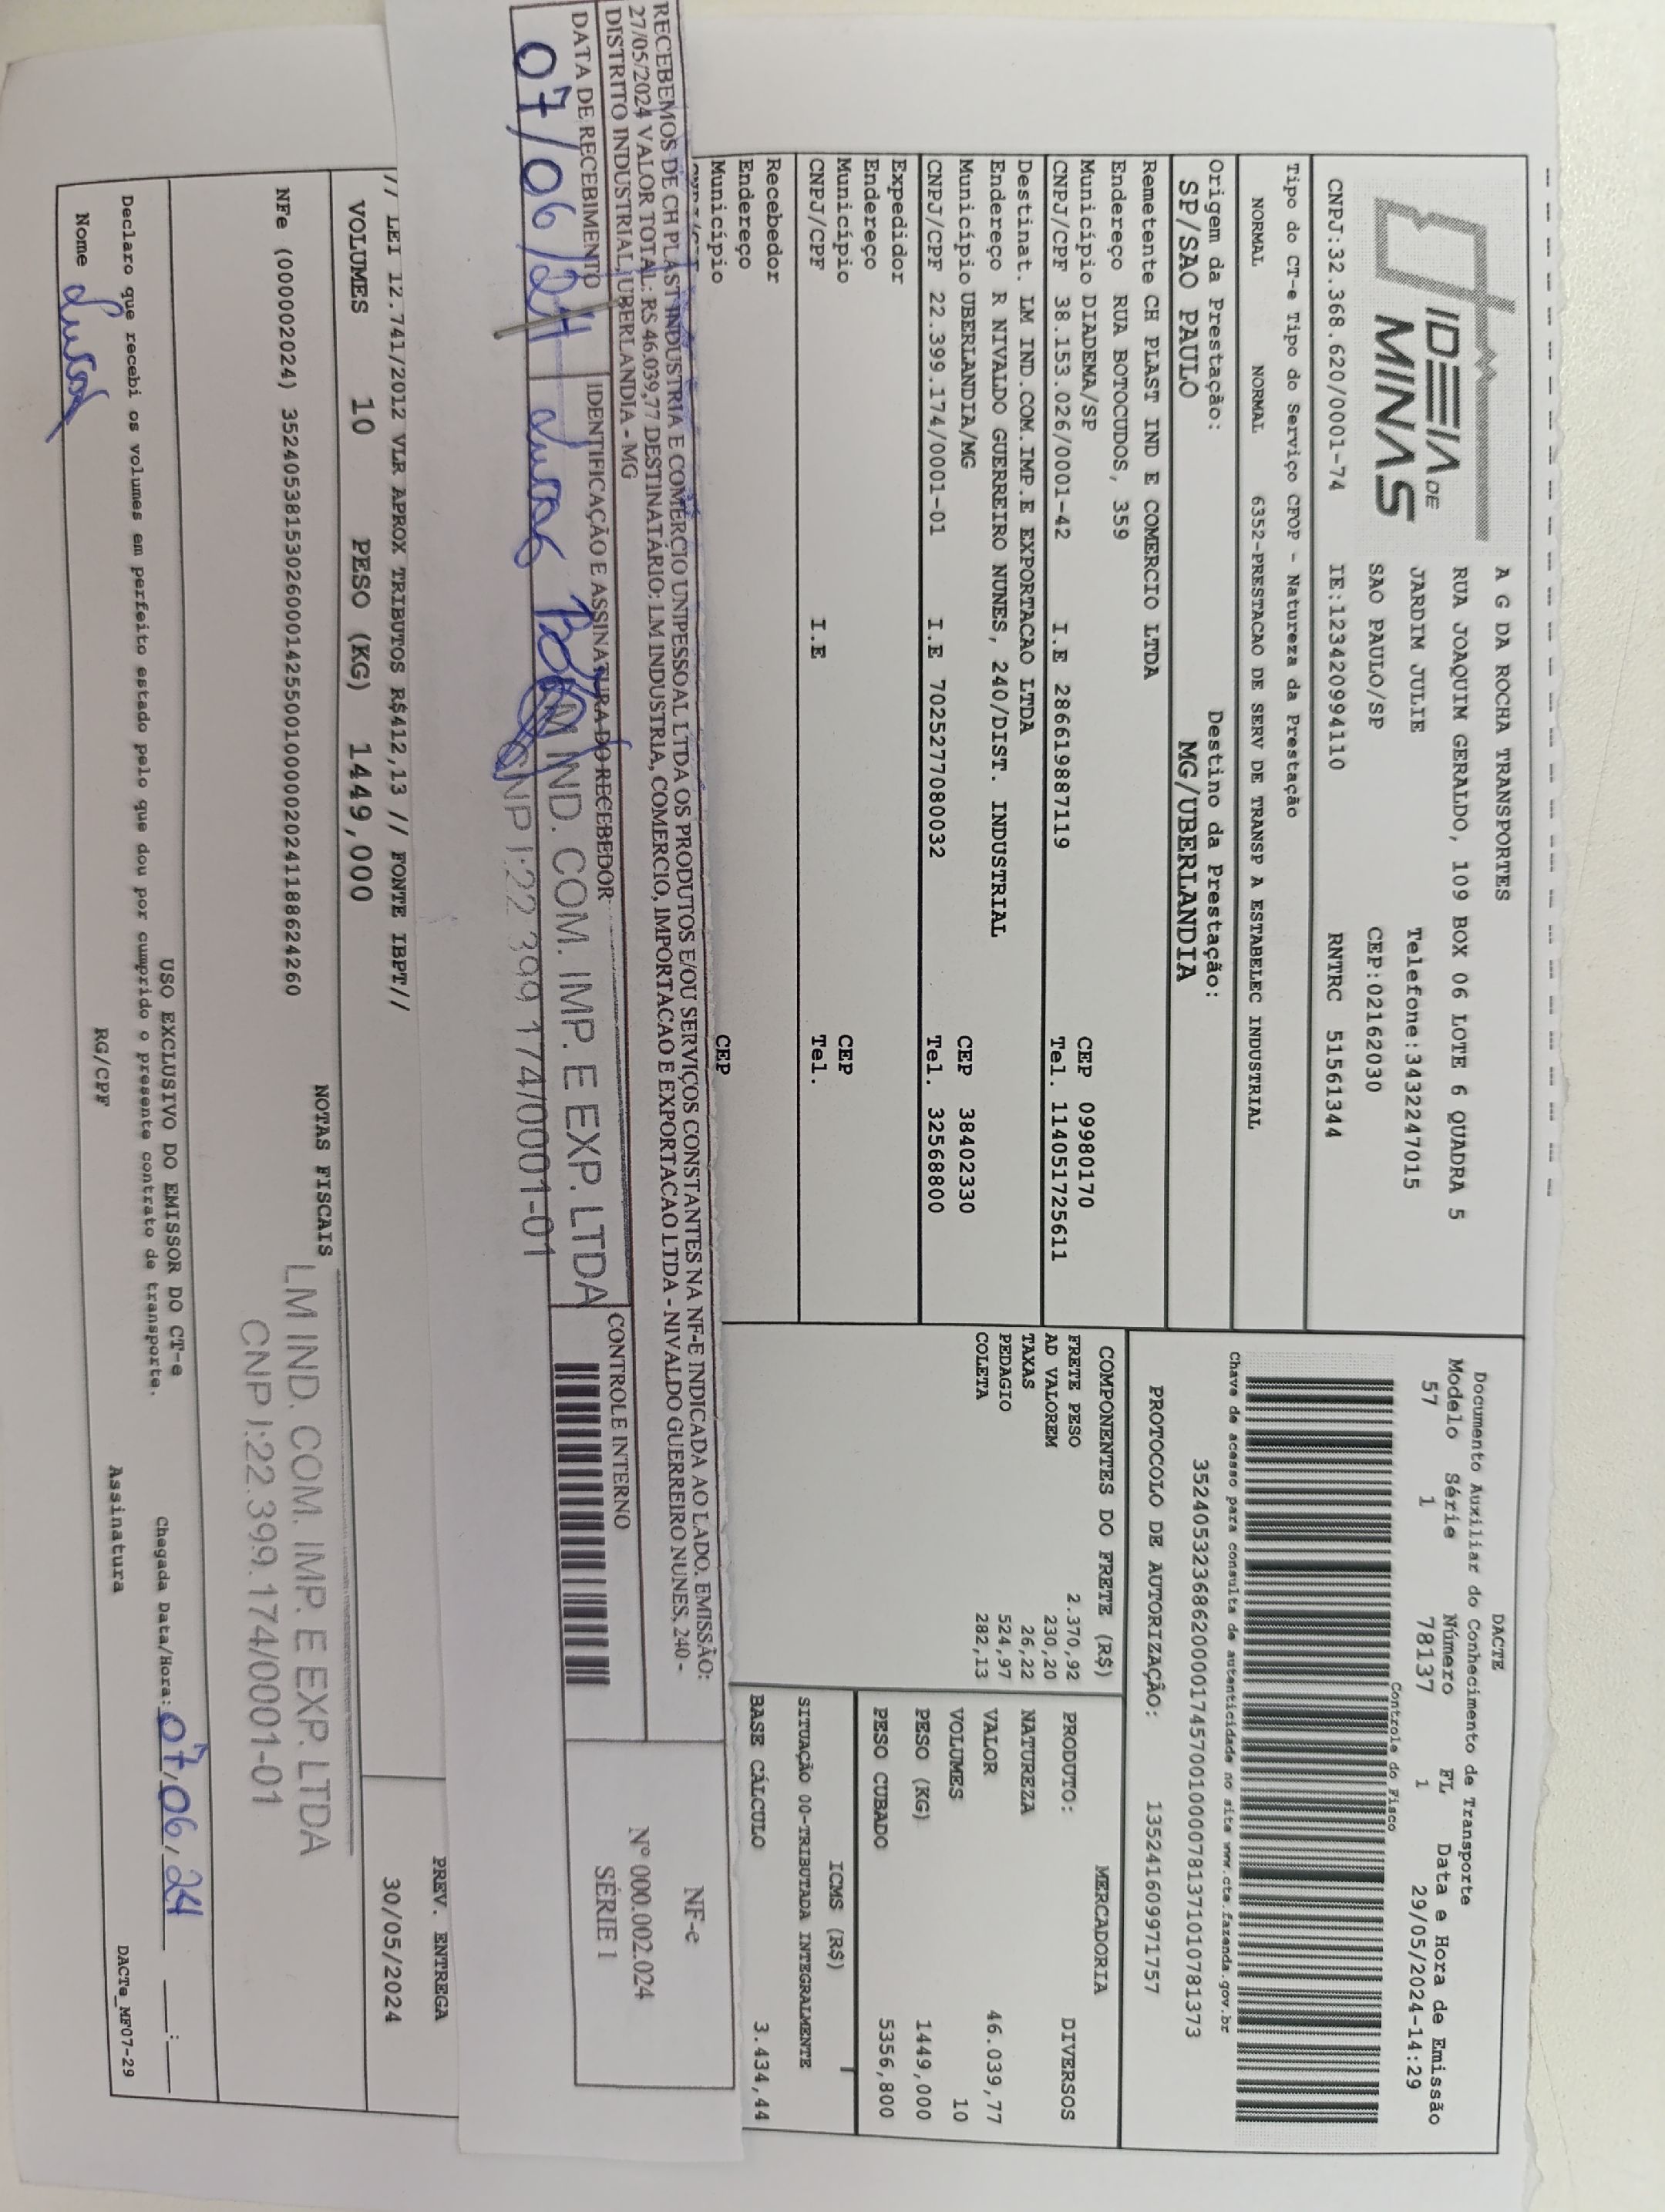 IDEIA DE
MINAS
A G DA ROCHA TRANSPORTES
RUA JOAQUIM GERALDO, 109 BOX 06 LOTE 6 QUADRA 5
JARDIM JULIE Telefone:3432247015
SAO PAULO/SP CEP:02162030
CNPJ:32.368.620/0001-74 IE:123420994110 RNTRC 51561344
DACTE
Documento Auxiliar do Conhecimento de Transporte
Modelo Série Número FL Data e Hora de Emissão
57 1 78137 1 29/05/2024-14:29
Controle do Fisco
Chave de acesso para consulta de autenticidade no site www.cte.fazenda.gov.br
35240532368620000174570010000781371010781373
PROTOCOLO DE AUTORIZAÇÃO: 135241609971757
Tipo do CT-e Tipo do Serviço CFOP - Natureza da Prestação
NORMAL NORMAL 6352-PRESTACAO DE SERV DE TRANSP A ESTABELEC INDUSTRIAL
Origem da Prestação: Destino da Prestação:
SP/SAO PAULO MG/UBERLANDIA
Remetente CH PLAST IND E COMERCIO LTDA
Endereço RUA BOTOCUDOS, 359
Município DIADEMA/SP CEP 09980170
CNPJ/CPF 38.153.026/0001-42 I.E 286619887119 Tel. 114051725611
Destinat. LM IND.COM.IMP.E EXPORTACAO LTDA
Endereço R NIVALDO GUERREIRO NUNES, 240/DIST. INDUSTRIAL
Município UBERLANDIA/MG CEP 38402330
CNPJ/CPF 22.399.174/0001-01 I.E 7025277080032 Tel. 32568800
Expedidor
Endereço
Município CEP
CNPJ/CPF I.E Tel.
Recebedor
Endereço
Município CEP
COMPONENTES DO FRETE (R$)
FRETE PESO 2.370,92
AD VALOREM 230,20
TAXAS 26,22
PEDAGIO 524,97
COLETA 282,13
MERCADORIA
PRODUTO: DIVERSOS
NATUREZA
VALOR 46.039,77
VOLUMES 10
PESO (KG) 1449,000
PESO CUBADO 5356,800
ICMS (R$)
SITUAÇÃO 00-TRIBUTADA INTEGRALMENTE
BASE CÁLCULO 3.434,44
RECEBEMOS DE CH PLAST INDUSTRIA E COMERCIO UNIPESSOAL LTDA OS PRODUTOS E/OU SERVIÇOS CONSTANTES NA NF-E INDICADA AO LADO. EMISSÃO:
27/05/2024 VALOR TOTAL: R$ 46.039,77 DESTINATÁRIO: LM INDUSTRIA, COMERCIO, IMPORTACAO E EXPORTACAO LTDA - NIVALDO GUERREIRO NUNES, 240 -
DISTRITO INDUSTRIAL UBERLANDIA - MG
DATA DE RECEBIMENTO IDENTIFICAÇÃO E ASSINATURA DO RECEBEDOR CONTROLE INTERNO
07/06/24 Lucas
LM IND. COM. IMP. E EXP. LTDA
CNPJ:22.399.174/0001-01
NF-e
Nº 000.002.024
SÉRIE 1
// LEI 12.741/2012 VLR APROX TRIBUTOS R$412,13 // FONTE IBPT//
PREV. ENTREGA
30/05/2024
VOLUMES 10 PESO (KG) 1449,000
NOTAS FISCAIS
NFe (00002024) 35240538153026000142550010000020241188624260
LM IND. COM. IMP. E EXP. LTDA
CNPJ:22.399.174/0001-01
USO EXCLUSIVO DO EMISSOR DO CT-e
Chegada Data/Hora: 07/06/24 __:__
Declaro que recebi os volumes em perfeito estado pelo que dou por cumprido o presente contrato de transporte.
Nome Lucas RG/CPF Assinatura
DACTe_MF07-29